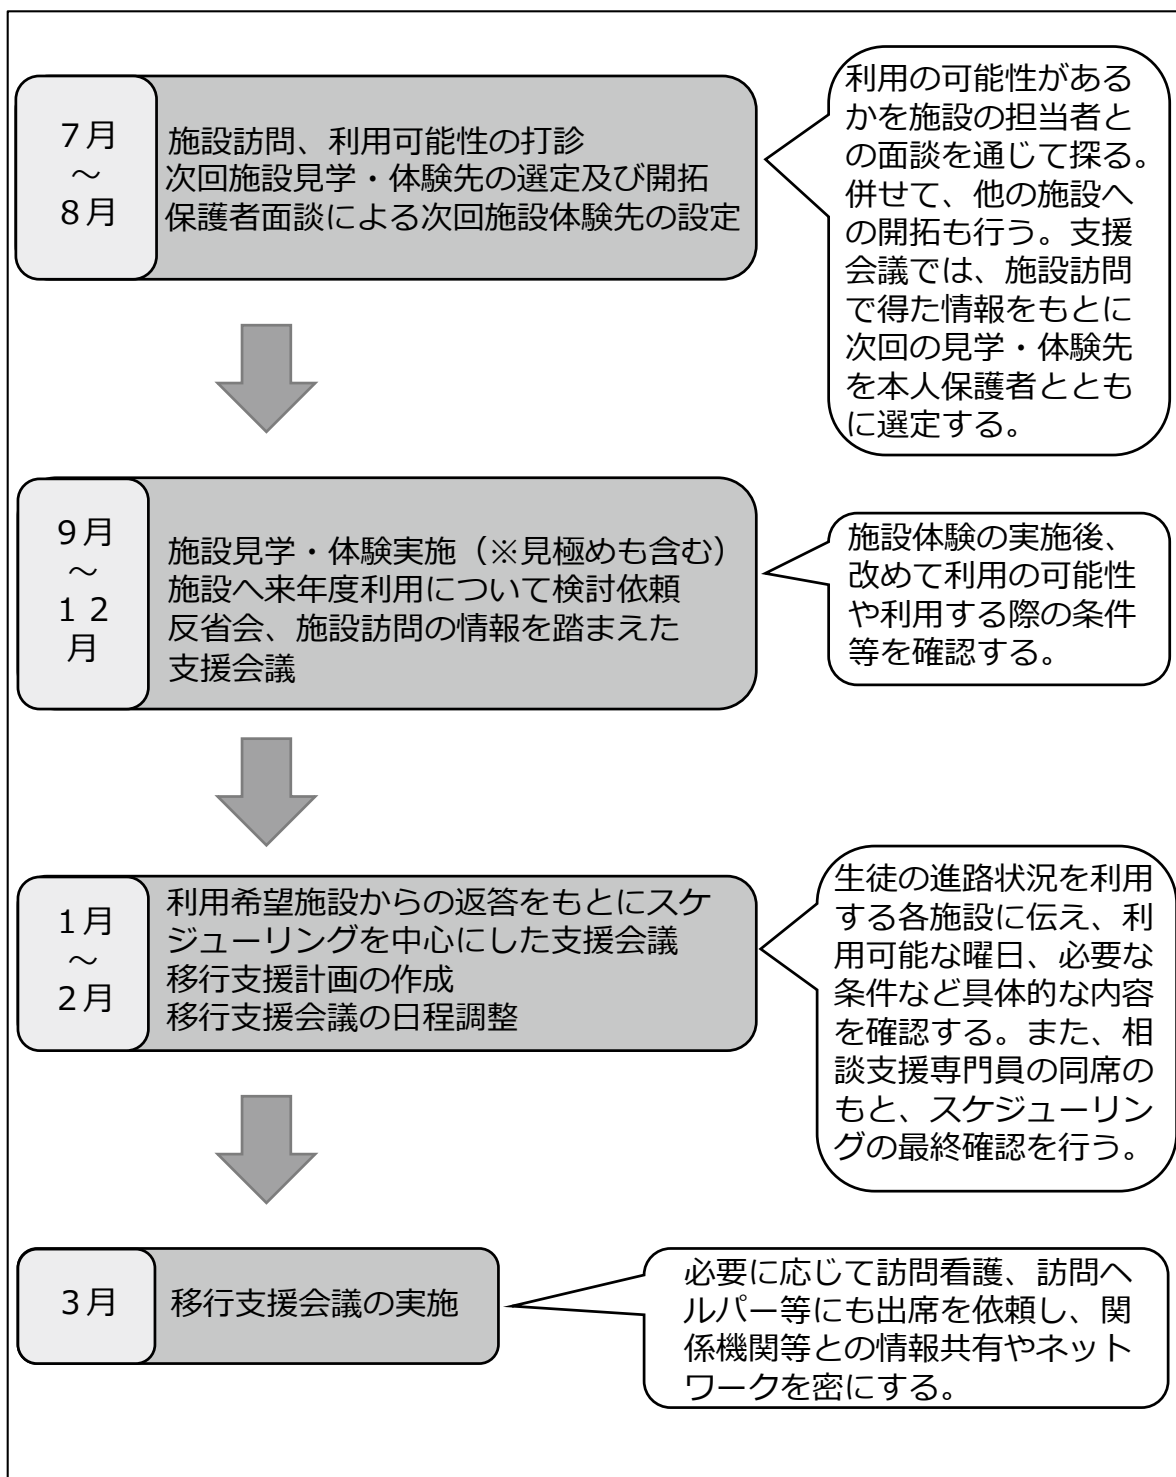 7月
～
8月
施設訪問、利用可能性の打診
次回施設見学・体験先の選定及び開拓
保護者面談による次回施設体験先の設定
利用の可能性がある
かを施設の担当者と
の面談を通じて探る。
併せて、他の施設へ
の開拓も行う。支援
会議では、施設訪問
で得た情報をもとに
次回の見学・体験先
を本人保護者ととも
に選定する。
9月
～
１２
月
施設見学・体験実施（※見極めも含む）
施設へ来年度利用について検討依頼
反省会、施設訪問の情報を踏まえた
支援会議
施設体験の実施後、
改めて利用の可能性
や利用する際の条件
等を確認する。
1月
～
2月
利用希望施設からの返答をもとにスケ
ジューリングを中心にした支援会議
移行支援計画の作成
移行支援会議の日程調整
生徒の進路状況を利用
する各施設に伝え、利
用可能な曜日、必要な
条件など具体的な内容
を確認する。また、相
談支援専門員の同席の
もと、スケジューリン
グの最終確認を行う。
3月
移行支援会議の実施
必要に応じて訪問看護、訪問ヘ
ルパー等にも出席を依頼し、関
係機関等との情報共有やネット
ワークを密にする。